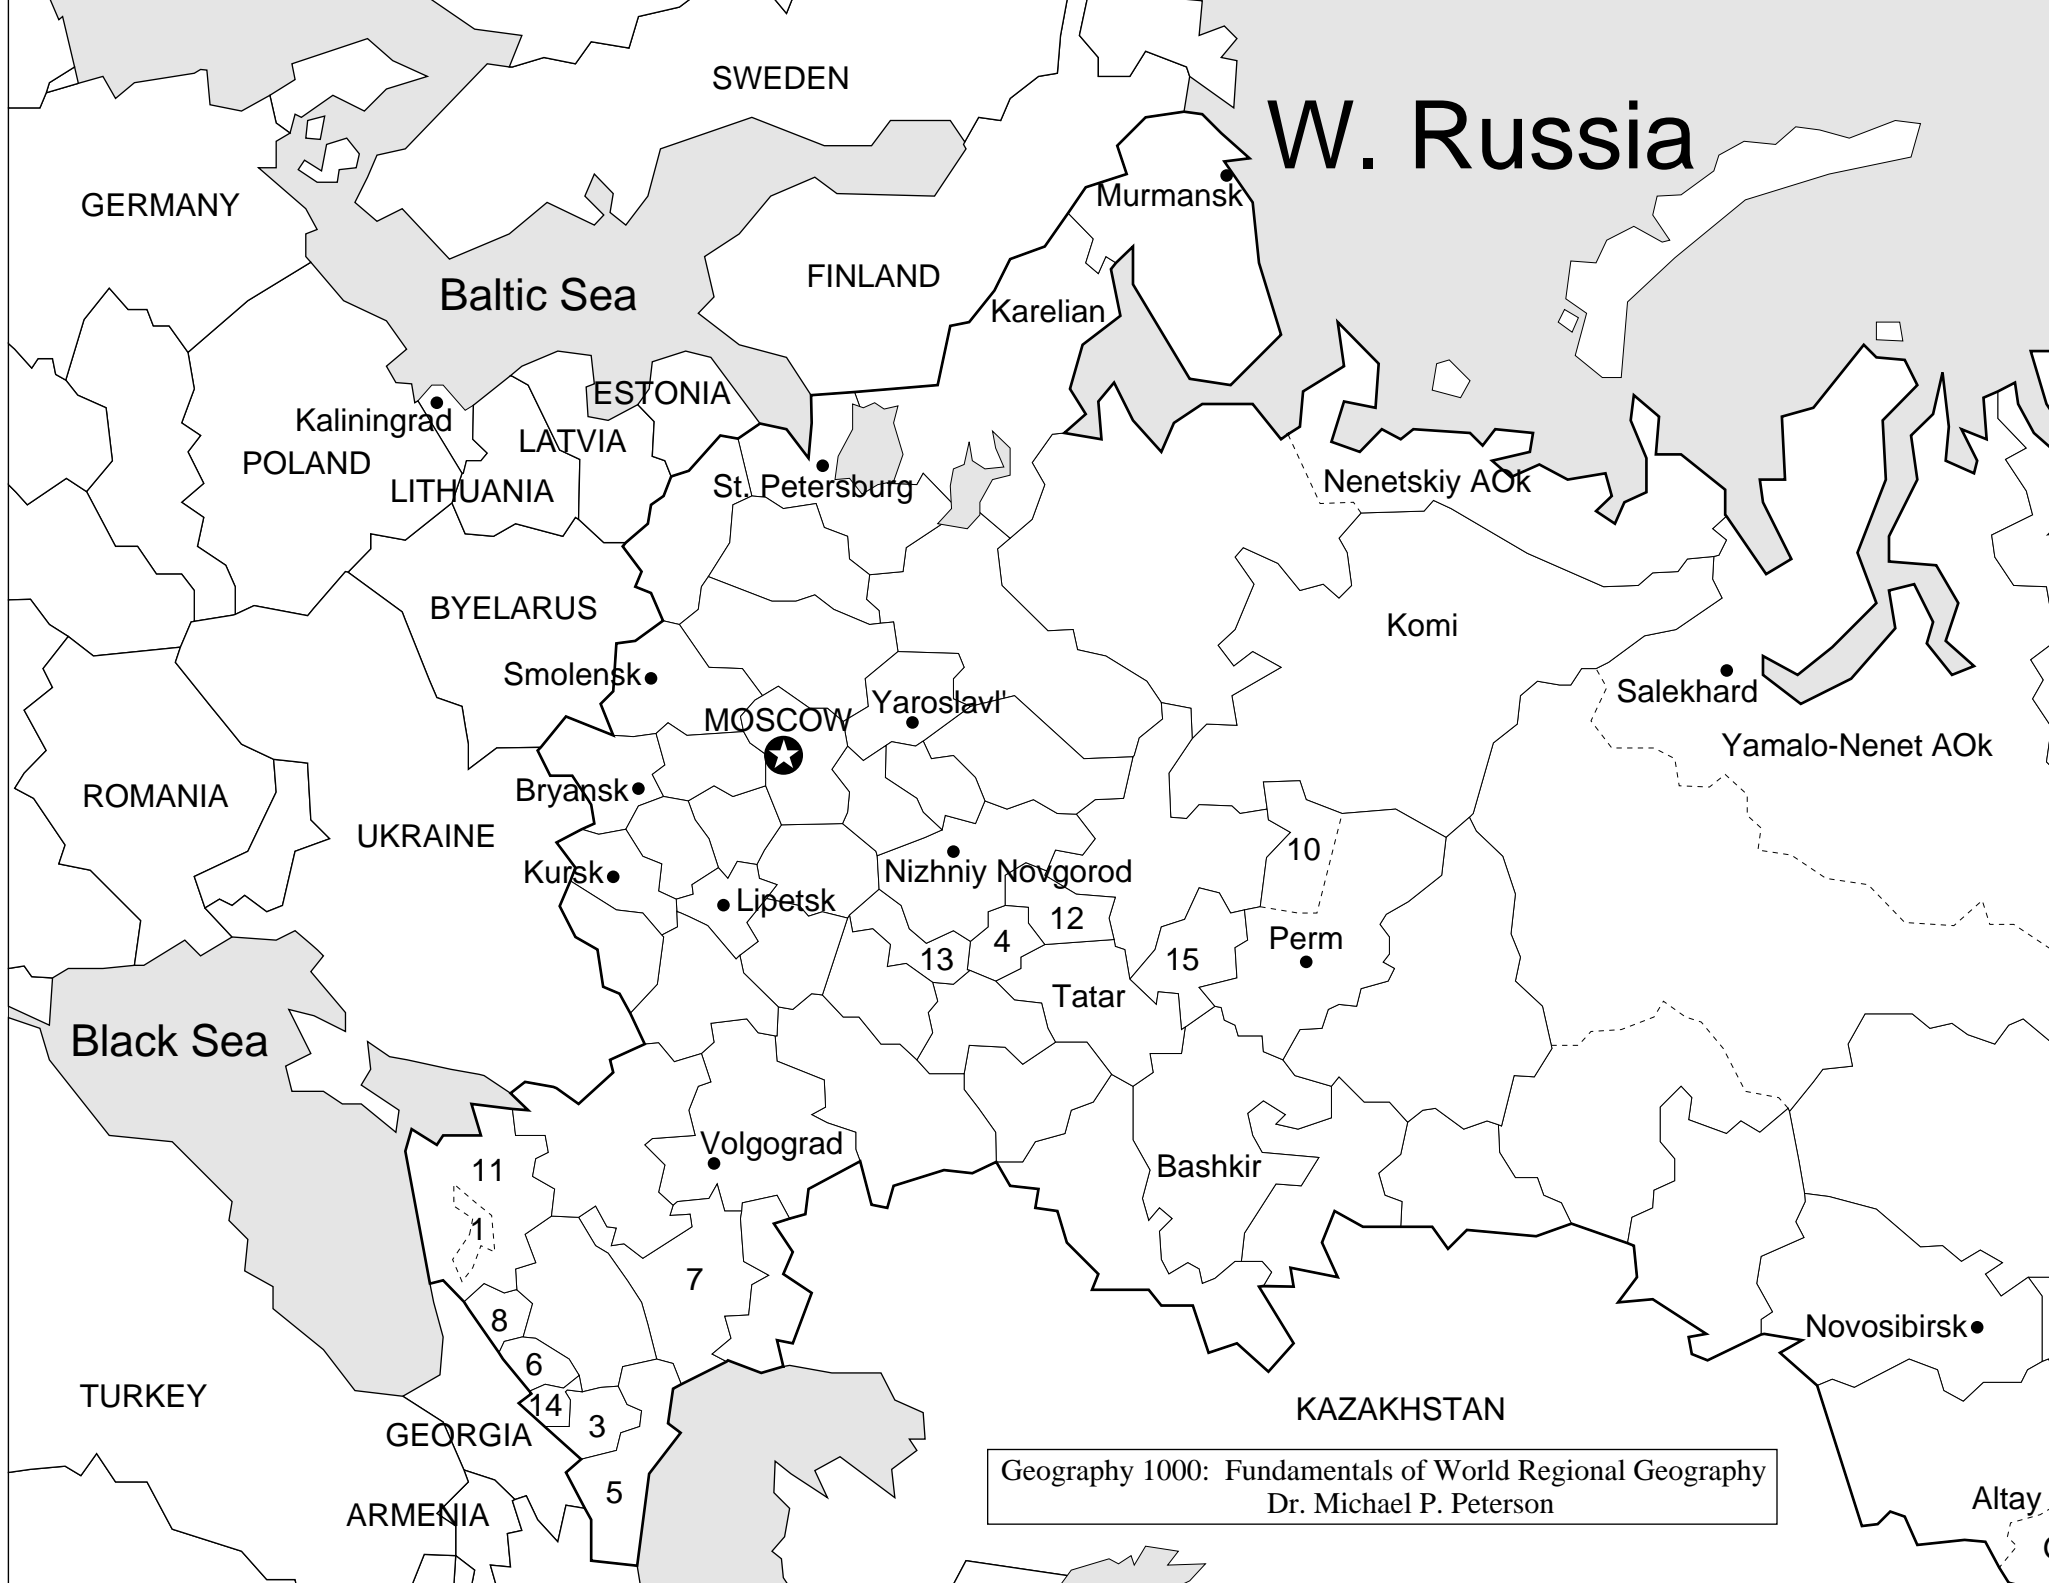 SWEDEN
W. Russia
GERMANY
Murmansk
FINLAND
Baltic Sea
Karelian
ESTONIA
Kaliningrad
LATVIA
POLAND
LITHUANIA
St. Petersburg
Nenetskiy AOk
BYELARUS
Komi
Smolensk
Salekhard
Yaroslavl'
MOSCOW
Yamalo-Nenet AOk
Bryansk
ROMANIA
UKRAINE
10
Kursk
Nizhniy Novgorod
Lipetsk
12
4
Perm
13
15
Tatar
Black Sea
Volgograd
11
Bashkir
1
7
8
Novosibirsk
6
TURKEY
14
KAZAKHSTAN
3
GEORGIA
Geography 1000: Fundamentals of World Regional Geography
Dr. Michael P. Peterson
5
Altay
ARMENIA